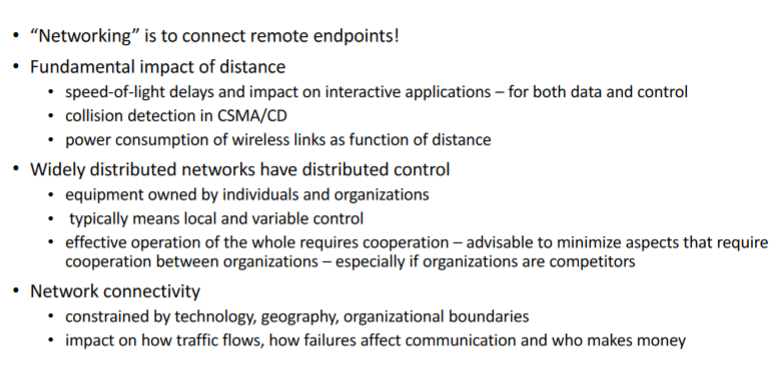 • “Networking” is to connect remote endpoints!
• Fundamental impact of distance
• speed-of-light delays and impact on interactive applications – for both data and control
• collision detection in CSMA/CD
• power consumption of wireless links as function of distance
• Widely distributed networks have distributed control
• equipment owned by individuals and organizations
• typically means local and variable control
• effective operation of the whole requires cooperation – advisable to minimize aspects that require
cooperation between organizations – especially if organizations are competitors
• Network connectivity
• constrained by technology, geography, organizational boundaries
• impact on how traffic flows, how failures affect communication and who makes money